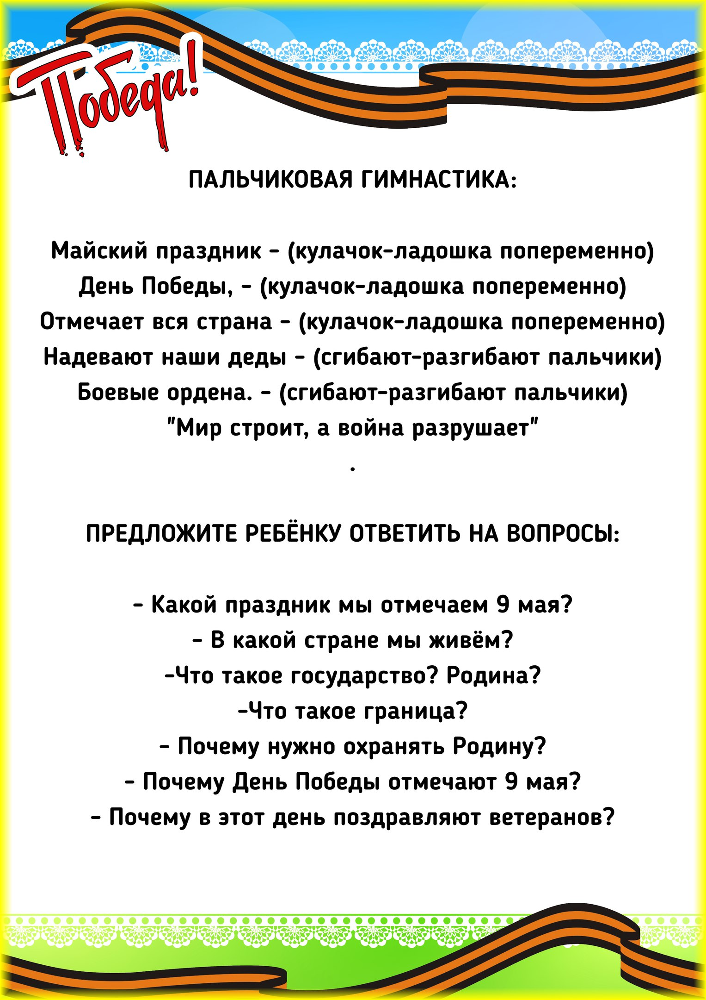 Победа!
ПАЛЬЧИКОВАЯ ГИМНАСТИКА:
Майский праздник - (кулачок-ладошка попеременно)
День Победы, - (кулачок-ладошка попеременно)
Отмечает вся страна - (кулачок-ладошка попеременно)
Надевают наши деды - (сгибают-разгибают пальчики)
Боевые ордена. - (сгибают-разгибают пальчики)
"Мир строит, а война разрушает"
.
ПРЕДЛОЖИТЕ РЕБЁНКУ ОТВЕТИТЬ НА ВОПРОСЫ:
- Какой праздник мы отмечаем 9 мая?
- В какой стране мы живём?
-Что такое государство? Родина?
-Что такое граница?
- Почему нужно охранять Родину?
- Почему День Победы отмечают 9 мая?
- Почему в этот день поздравляют ветеранов?